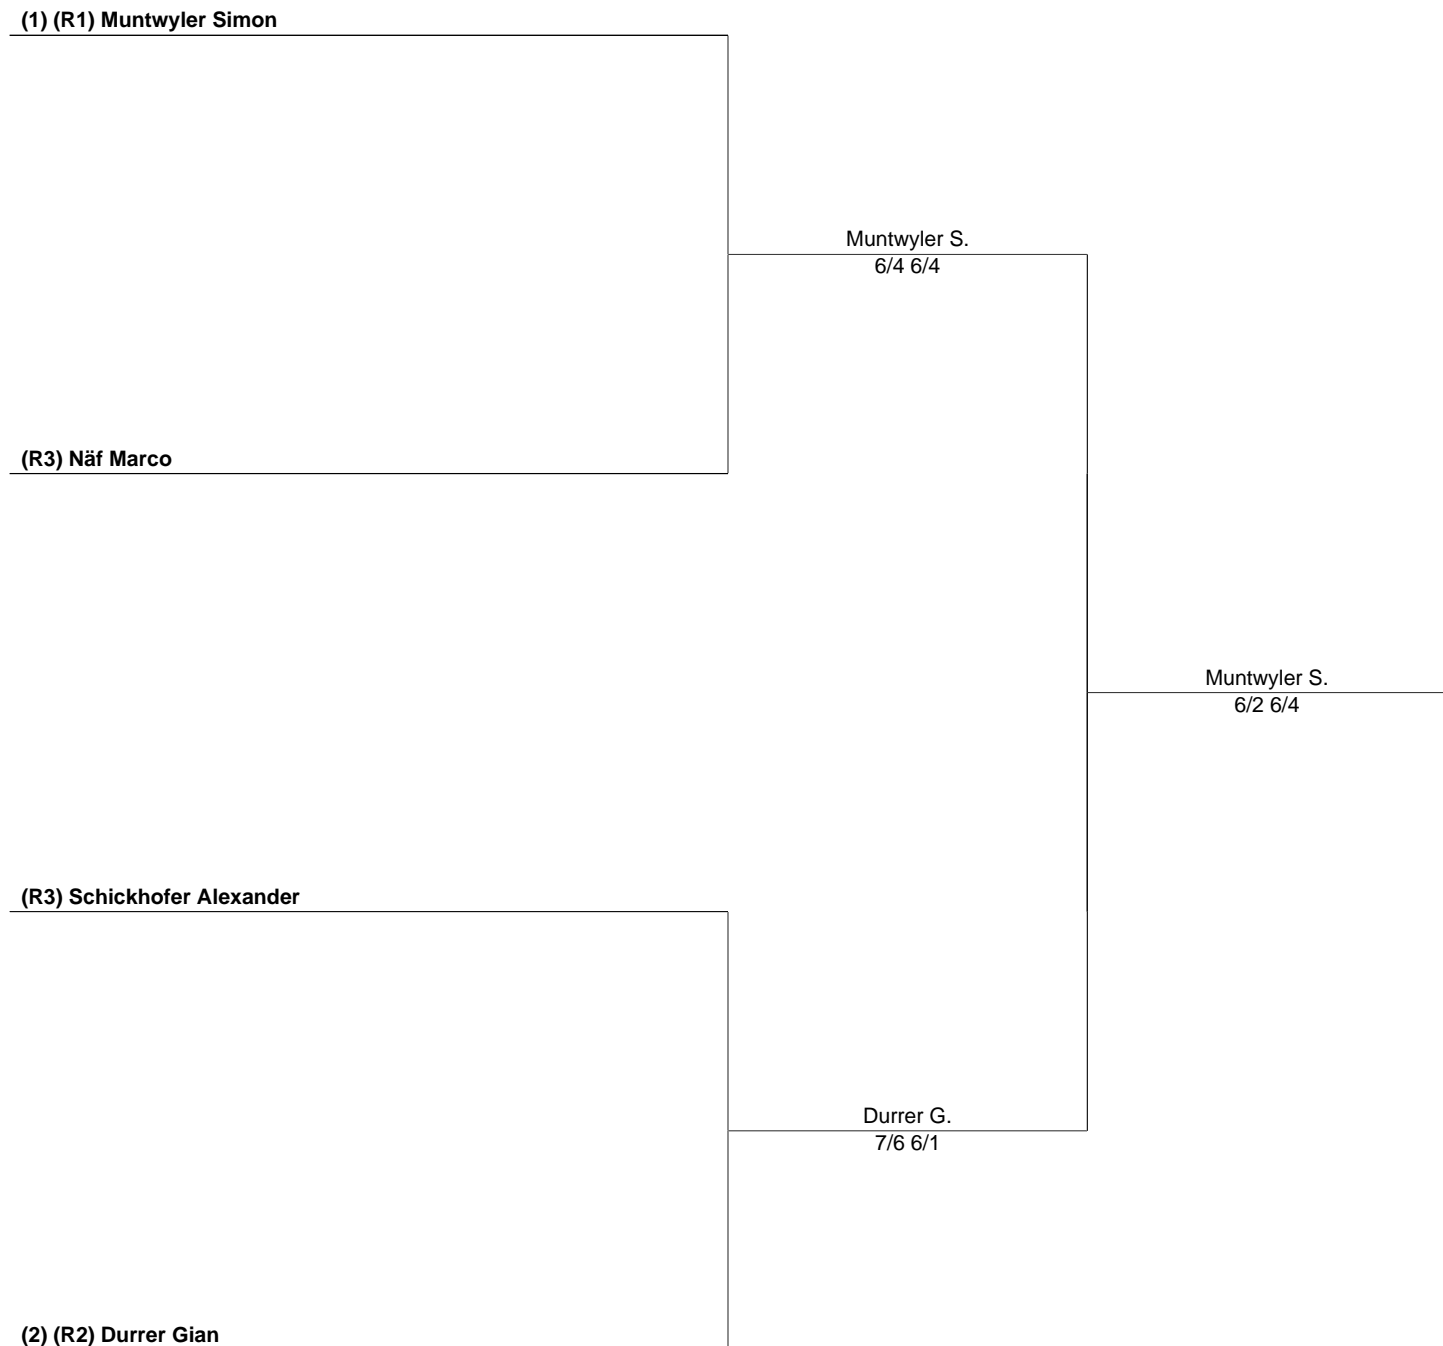 (1) (R1) Muntwyler Simon
Muntwyler S.
6/4 6/4
(R3) Näf Marco
Muntwyler S.
6/2 6/4
(R3) Schickhofer Alexander
Durrer G.
7/6 6/1
(2) (R2) Durrer Gian